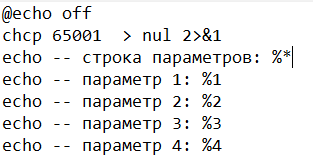 @echo off
chcp 65001  > nul 2>&1
echo -- строка параметров: %*
echo -- параметр 1: %1
echo -- параметр 2: %2
echo -- параметр 3: %3
echo -- параметр 4: %4